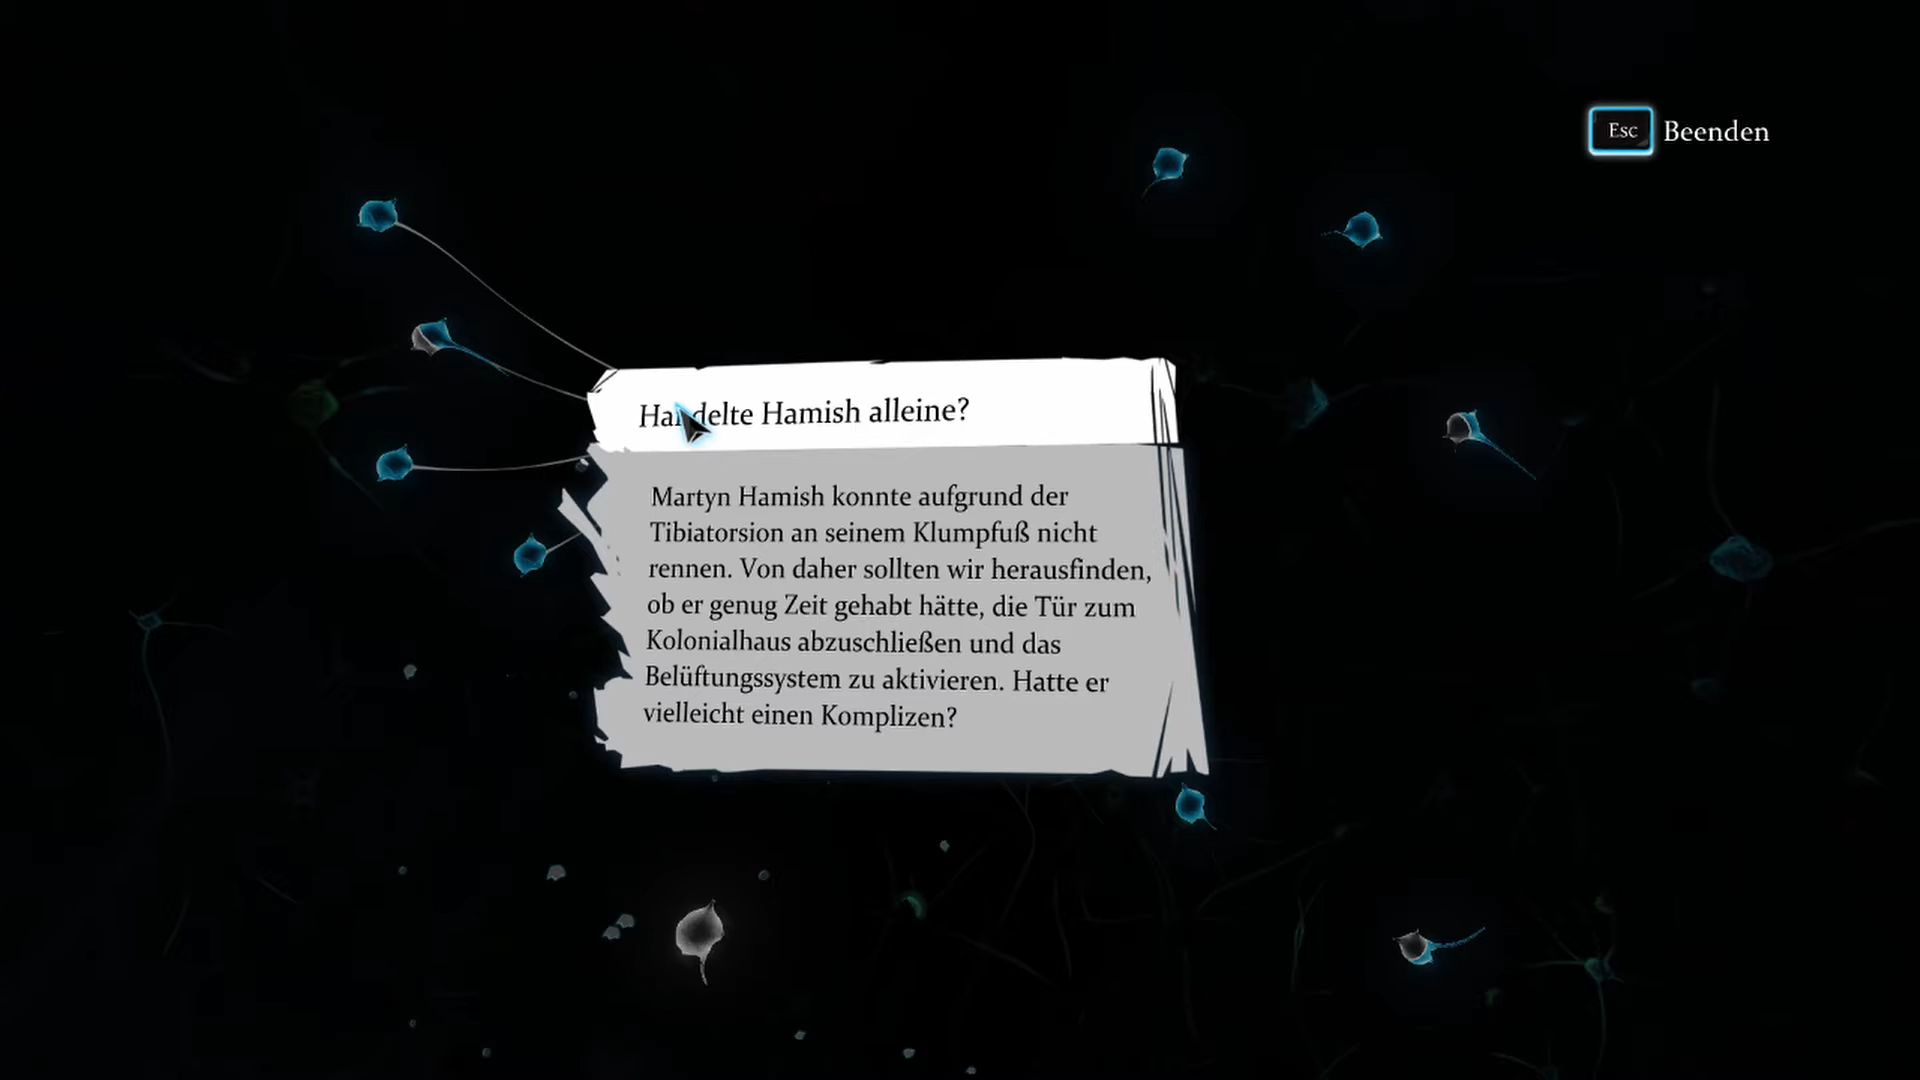 Esc Beenden
Handelte Hamish alleine?
Martyn Hamish konnte aufgrund der
Tibiatorsion an seinem Klumpfuß nicht
rennen. Von daher sollten wir herausfinden,
ob er genug Zeit gehabt hätte, die Tür zum
Kolonialhaus abzuschließen und das
Belüftungssystem zu aktivieren. Hatte er
vielleicht einen Komplizen?